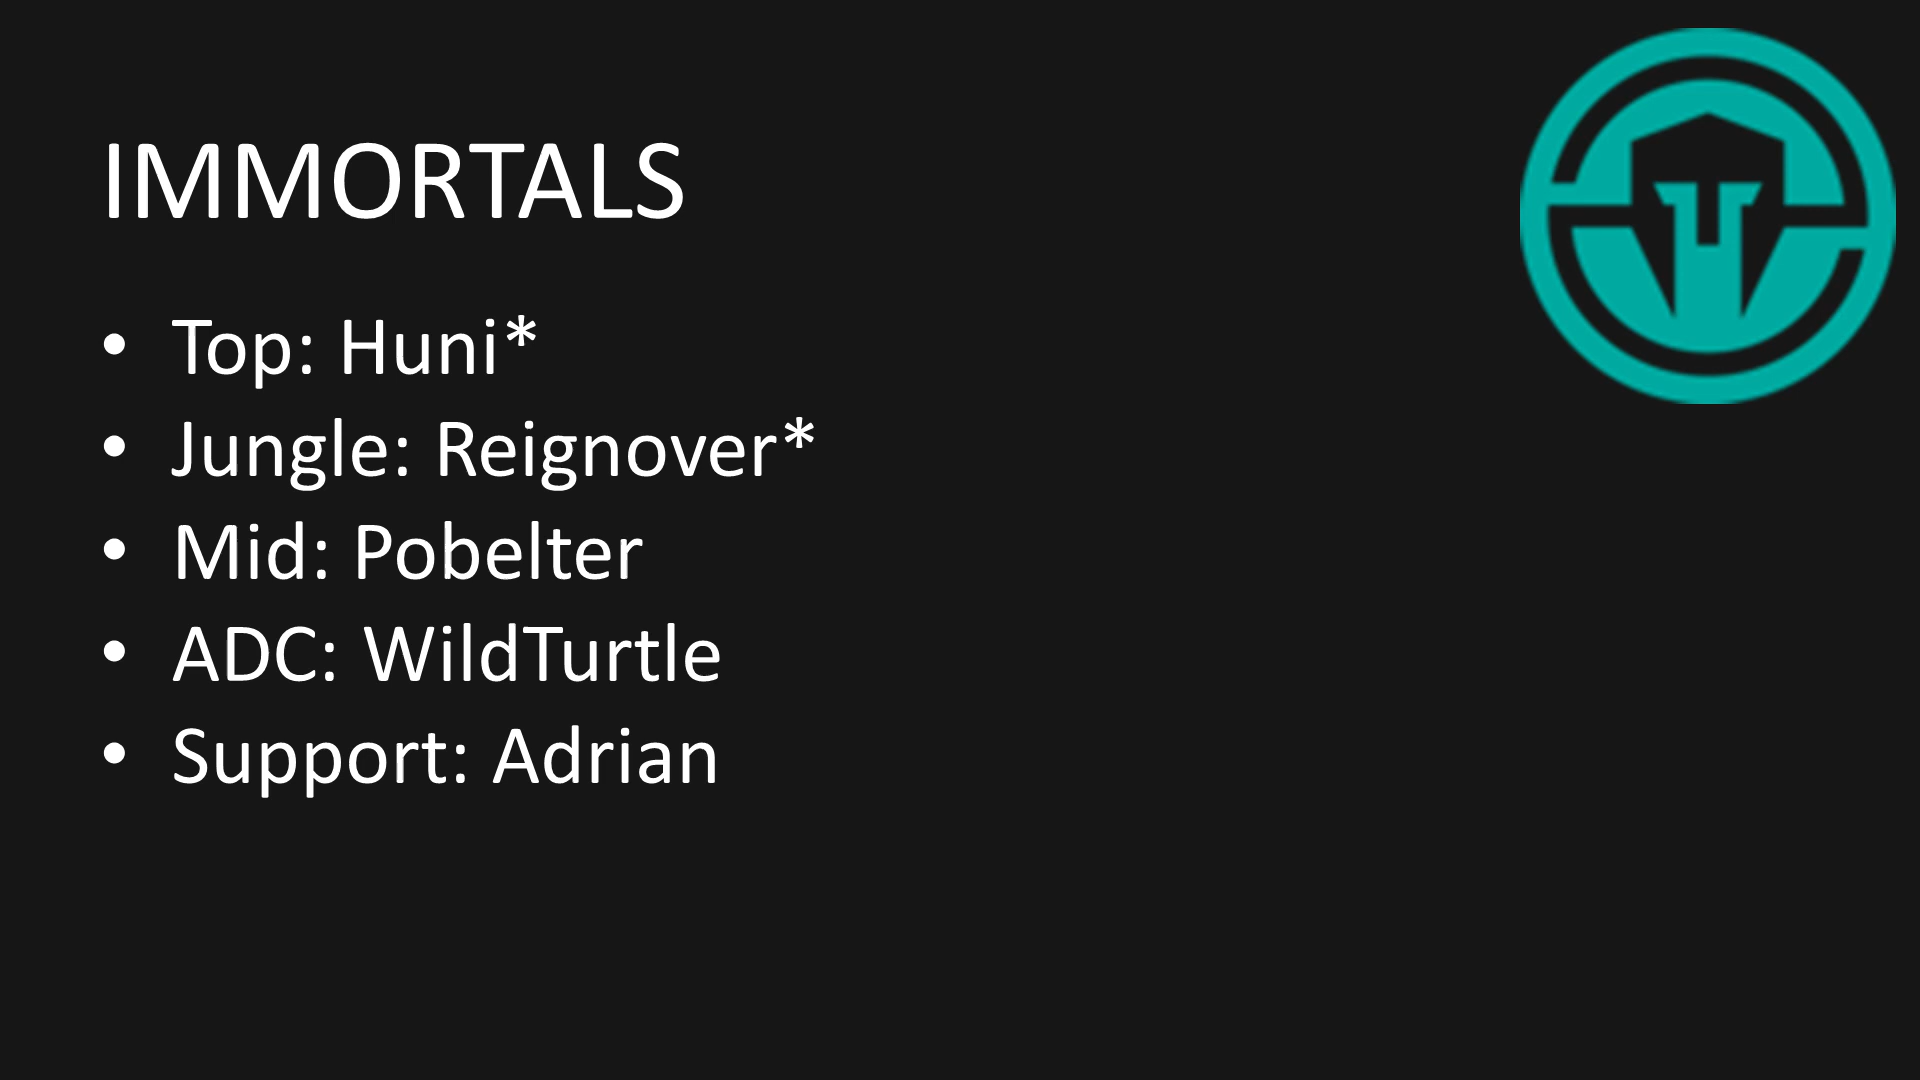 IMMORTALS
• Top: Huni*
• Jungle: Reignover*
• Mid: Pobelter
• ADC: WildTurtle
• Support: Adrian